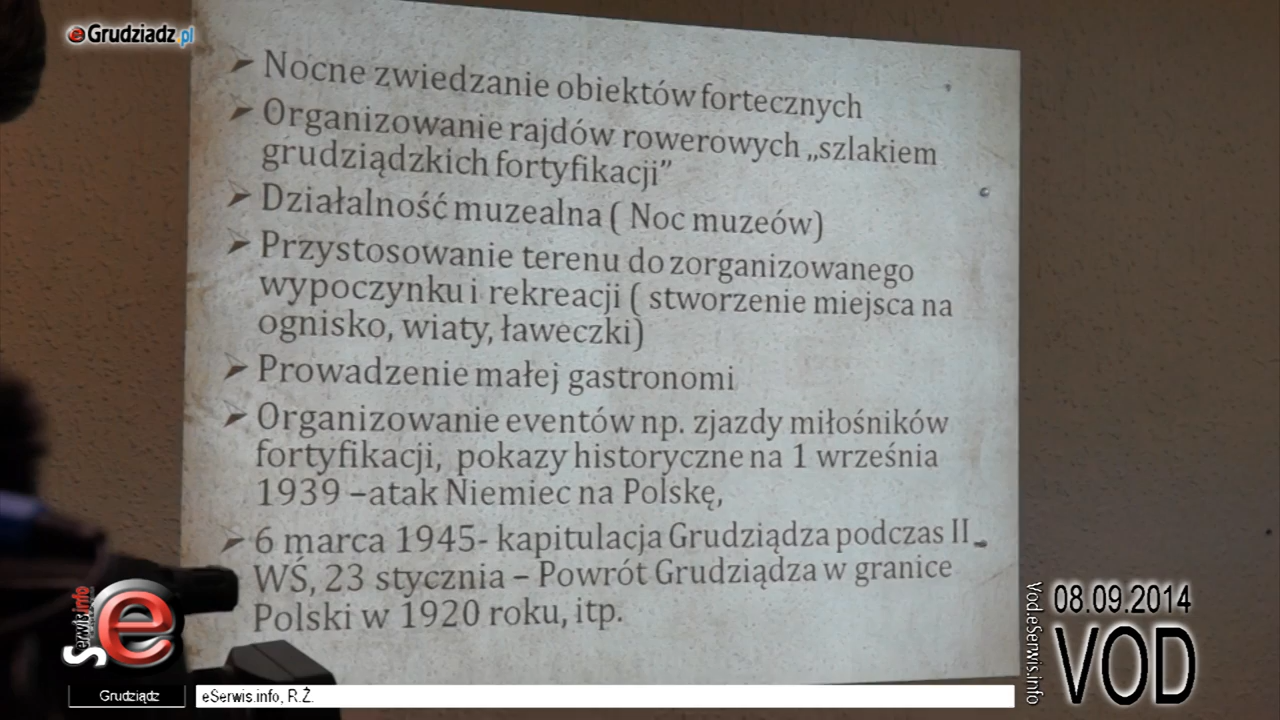 eGrudziadz.pl
➢ Nocne zwiedzanie obiektów fortecznych
➢ Organizowanie rajdów rowerowych „szlakiem
grudziądzkich fortyfikacji”
➢ Działalność muzealna ( Noc muzeów)
➢ Przystosowanie terenu do zorganizowanego
wypoczynku i rekreacji ( stworzenie miejsca na
ognisko, wiaty, ławeczki)
➢ Prowadzenie małej gastronomi
➢ Organizowanie eventów np. zjazdy miłośników
fortyfikacji, pokazy historyczne na 1 września
1939 –atak Niemiec na Polskę,
➢ 6 marca 1945- kapitulacja Grudziądza podczas II
WŚ, 23 stycznia – Powrót Grudziądza w granice
Polski w 1920 roku, itp.
e
Serwis.info
Grudziądz
eSerwis.info, R.Ż.
Vod.eSerwis.info
08.09.2014
VOD